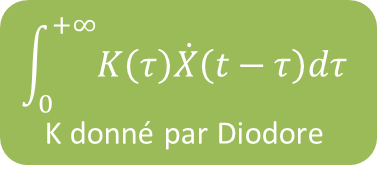 ∫₀^{+∞} K(τ)Ẋ(t − τ)dτ
K donné par Diodore